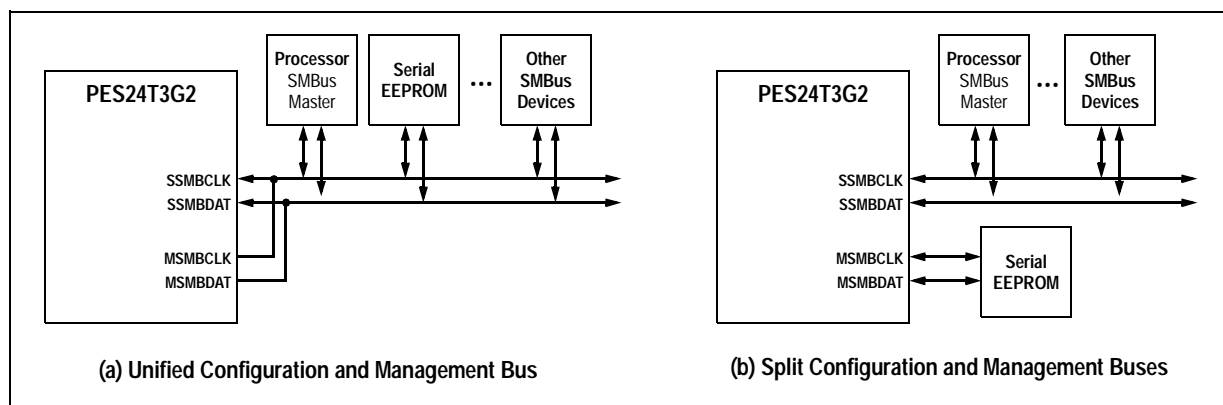 PES24T3G2
Processor
SMBus
Master
Serial
EEPROM
...
Other
SMBus
Devices
SSMBCLK
SSMBDAT
MSMBCLK
MSMBDAT
(a) Unified Configuration and Management Bus
PES24T3G2
Processor
SMBus
Master
...
Other
SMBus
Devices
SSMBCLK
SSMBDAT
MSMBCLK
MSMBDAT
Serial
EEPROM
(b) Split Configuration and Management Buses